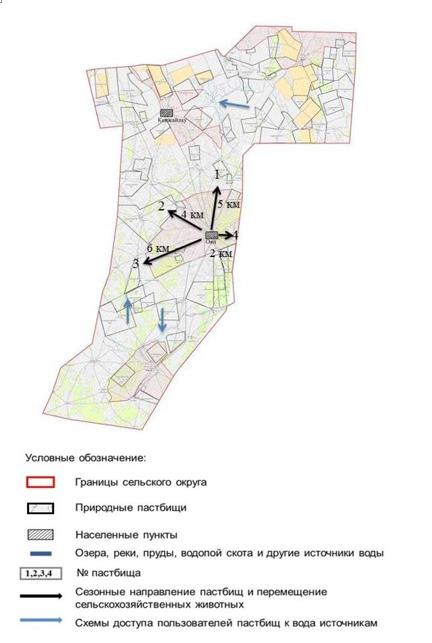 Кенжайлау
1
2
4 км
5 км
Ояз
4
6 км
2 км
3
Условные обозначение:
Границы сельского округа
Природные пастбищи
Населенные пункты
Озера, реки, пруды, водопой скота и другие источники воды
1,2,3,4 № пастбища
Сезонные направление пастбищ и перемещение
сельскохозяйственных животных
Схемы доступа пользователей пастбищ к вода источникам